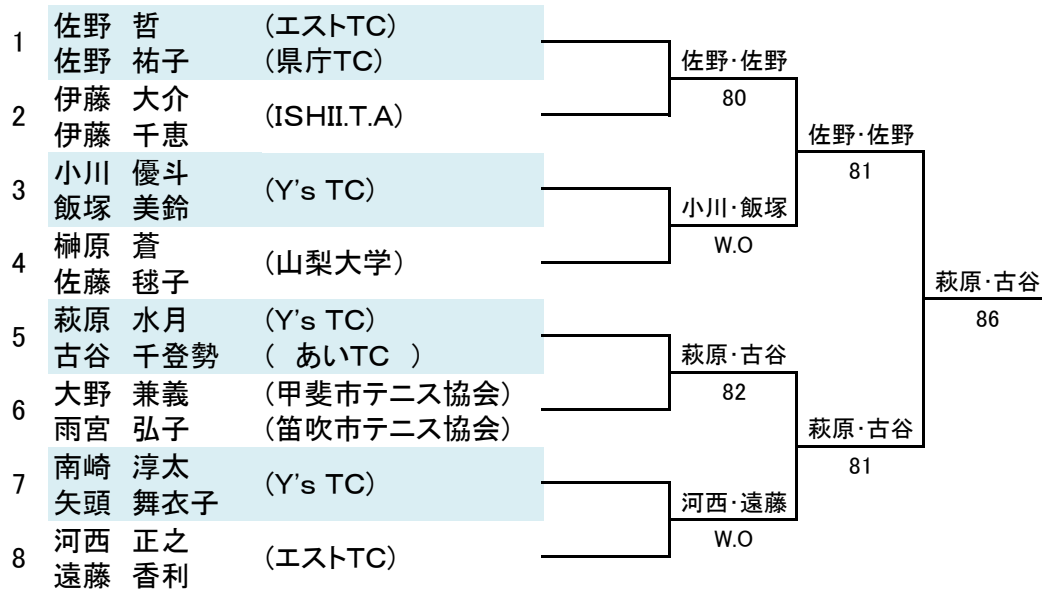 1 佐野 哲 (エストTC)
佐野 祐子 (県庁TC)
2 伊藤 大介 (ISHII.T.A)
伊藤 千恵
3 小川 優斗 (Y's TC)
飯塚 美鈴
4 榊原 蒼 (山梨大学)
佐藤 毬子
5 萩原 水月 (Y's TC)
古谷 千登勢 ( あいTC )
6 大野 兼義 (甲斐市テニス協会)
雨宮 弘子 (笛吹市テニス協会)
7 南崎 淳太 (Y's TC)
矢頭 舞衣子
8 河西 正之 (エストTC)
遠藤 香利
佐野・佐野
80
小川・飯塚
W.O
萩原・古谷
82
河西・遠藤
W.O
佐野・佐野
81
萩原・古谷
81
萩原・古谷
86